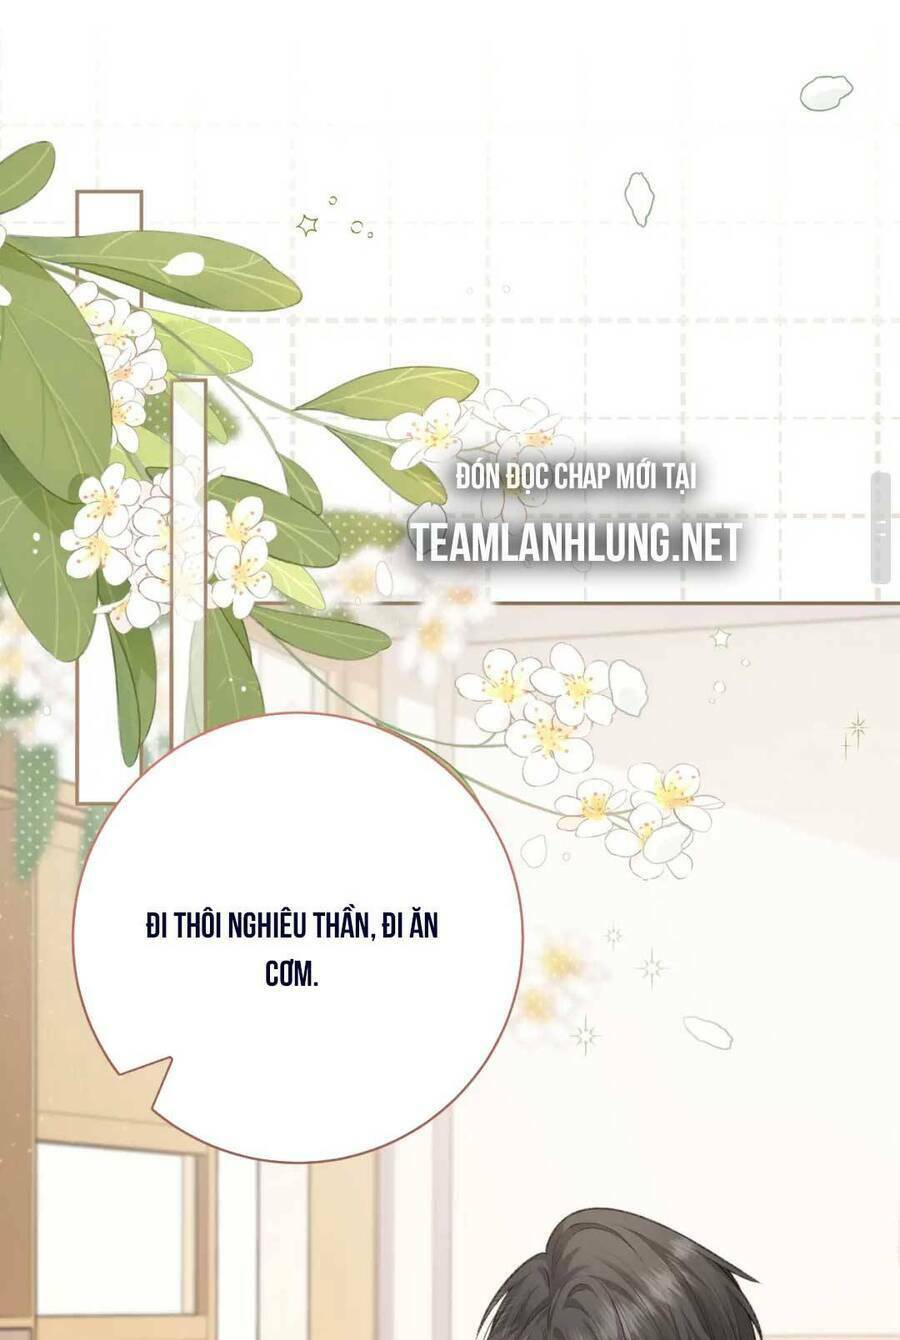 ĐÓN ĐỌC CHAP MỚI TẠI
TEAMLANHLUNG.NET
ĐI THÔI NGHIÊU THẦN, ĐI ĂN
CƠM.